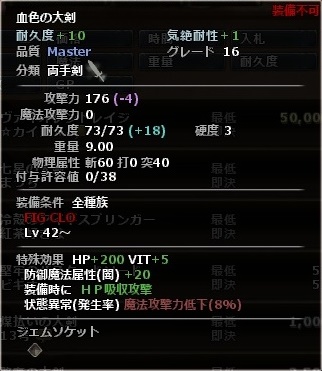 装備不可
血色の大剣
耐久度+10 気絶耐性+1
品質 Master グレード 16
分類 両手剣
攻撃力 176 (-4)
魔法攻撃力 0
耐久度 73/73 (+18) 硬度 3
重量 9.00
物理属性 斬60 打0 突40
付与許容値 0/38
装備条件 全種族
FIG CLO
Lv 42～
特殊効果 HP+200 VIT+5
防御魔法属性(闇) +20
装備時に HP吸収攻撃
状態異常(発生率) 魔法攻撃力低下(8%)
ジェムソケット